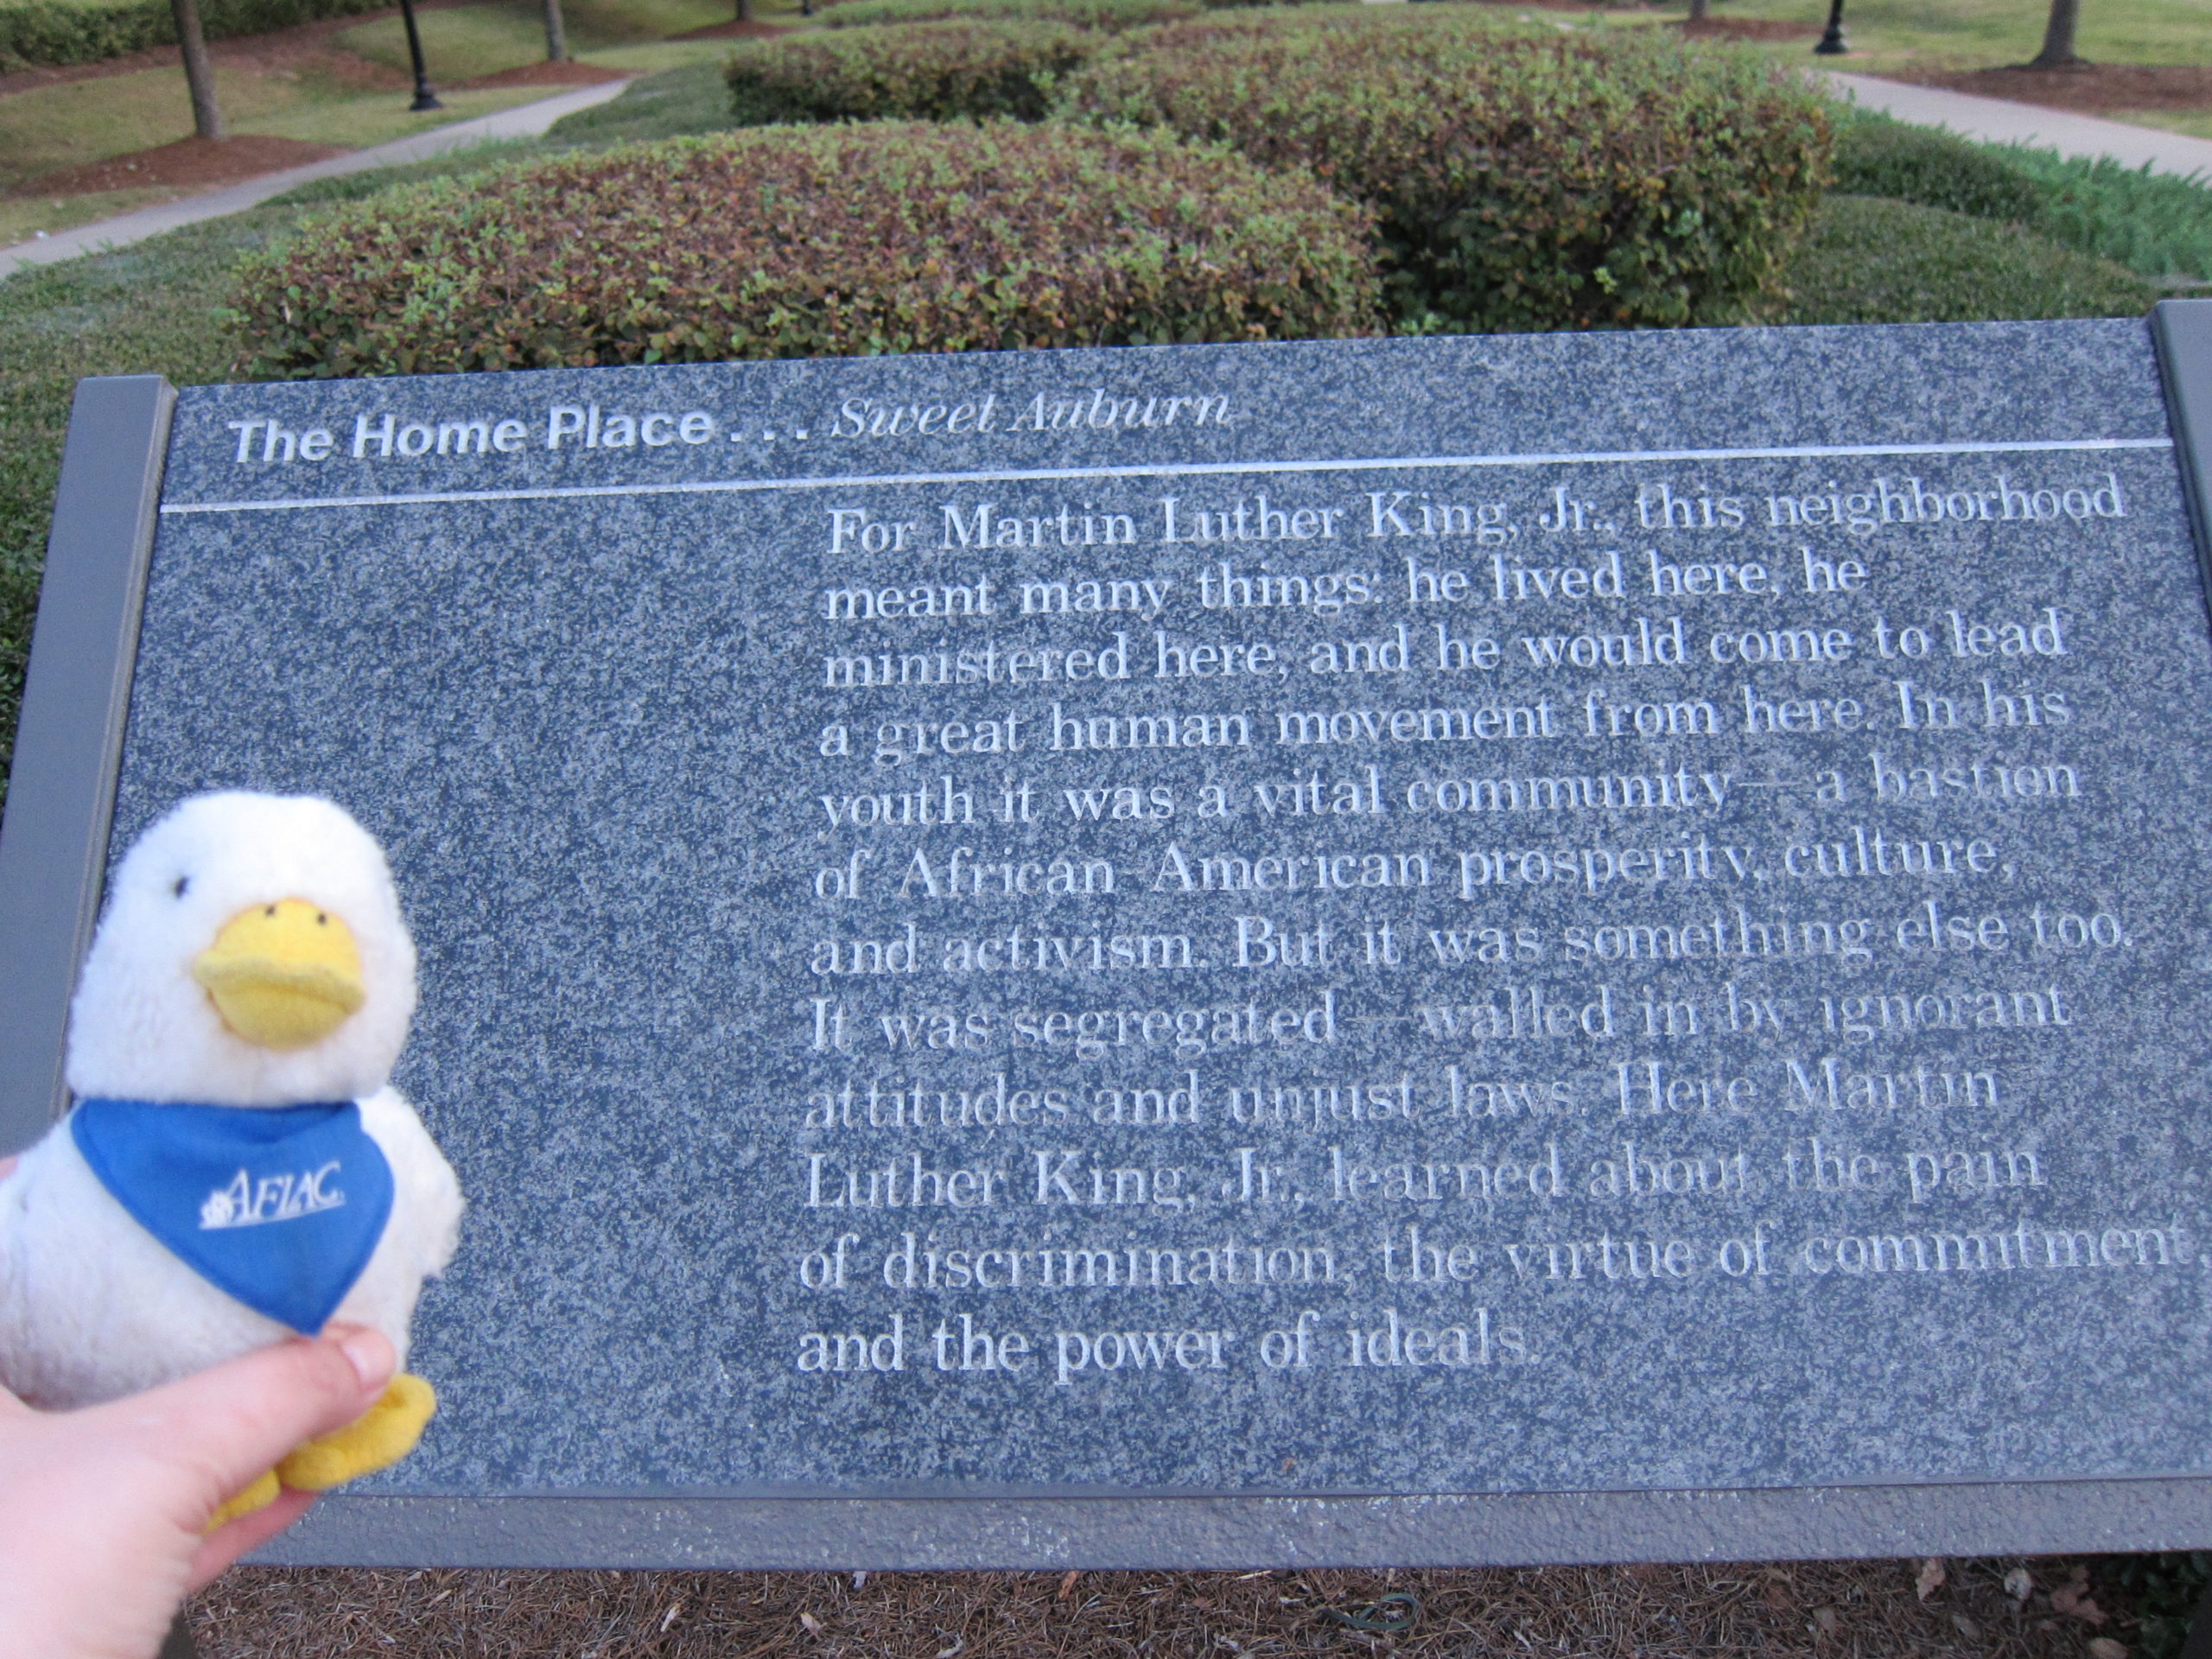 The Home Place... Sweet Auburn
For Martin Luther King, Jr., this neighborhood
meant many things: he lived here, he
ministered here, and he would come to lead
a great human movement from here. In his
youth it was a vital community—a bastion
of African American prosperity, culture,
and activism. But it was something else too.
It was segregated—walled in by ignorant
attitudes and unjust laws. Here Martin
Luther King, Jr., learned about the pain
of discrimination, the virtue of commitment
and the power of ideals.
AFLAC